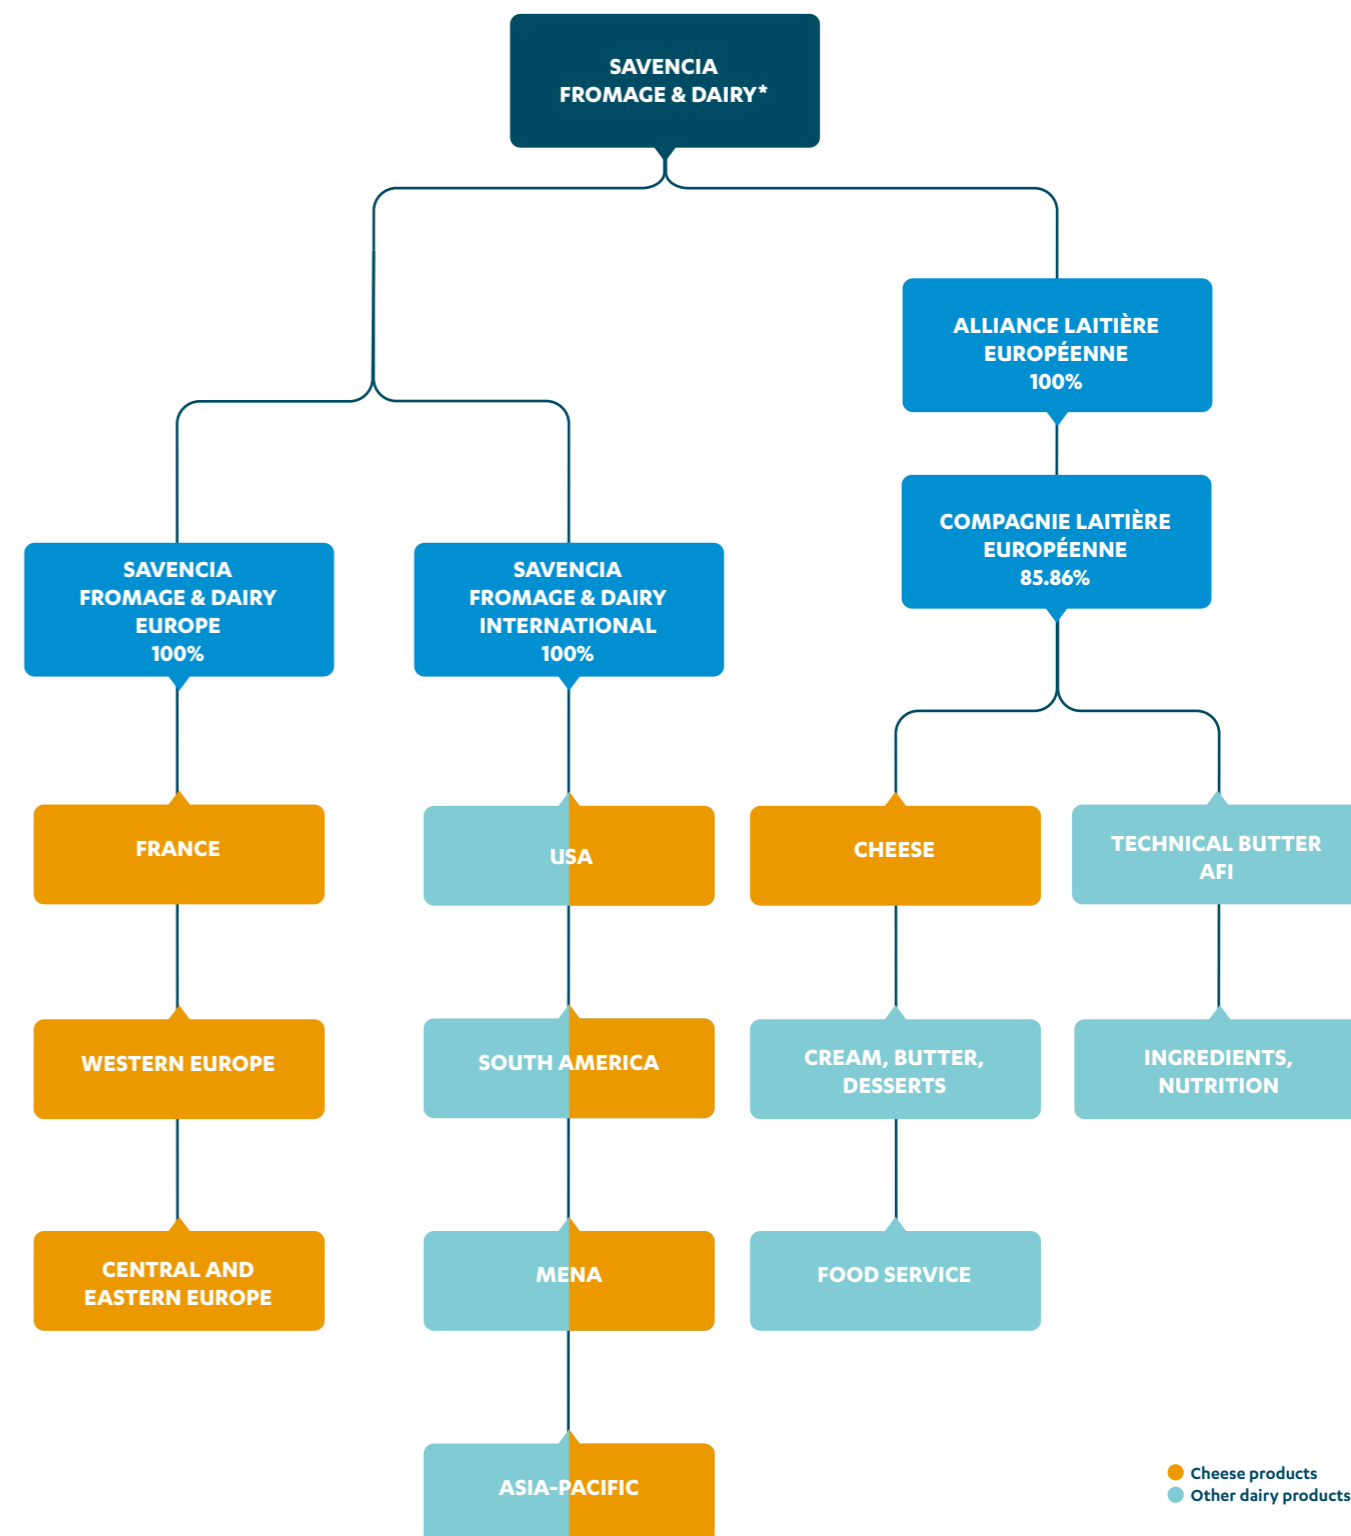 SAVENCIA
FROMAGE & DAIRY*
ALLIANCE LAITIÈRE
EUROPÉENNE
100%
COMPAGNIE LAITIÈRE
EUROPÉENNE
85.86%
SAVENCIA
FROMAGE & DAIRY
EUROPE
100%
SAVENCIA
FROMAGE & DAIRY
INTERNATIONAL
100%
FRANCE
WESTERN EUROPE
CENTRAL AND
EASTERN EUROPE
USA
SOUTH AMERICA
MENA
ASIA-PACIFIC
CHEESE
CREAM, BUTTER,
DESSERTS
FOOD SERVICE
TECHNICAL BUTTER
AFI
INGREDIENTS,
NUTRITION
Cheese products
Other dairy products